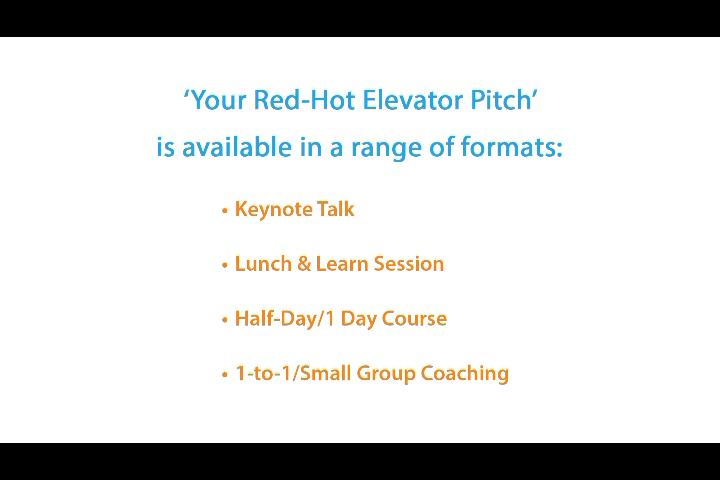 ‘Your Red-Hot Elevator Pitch’
is available in a range of formats:
• Keynote Talk
• Lunch & Learn Session
• Half-Day/1 Day Course
• 1-to-1/Small Group Coaching